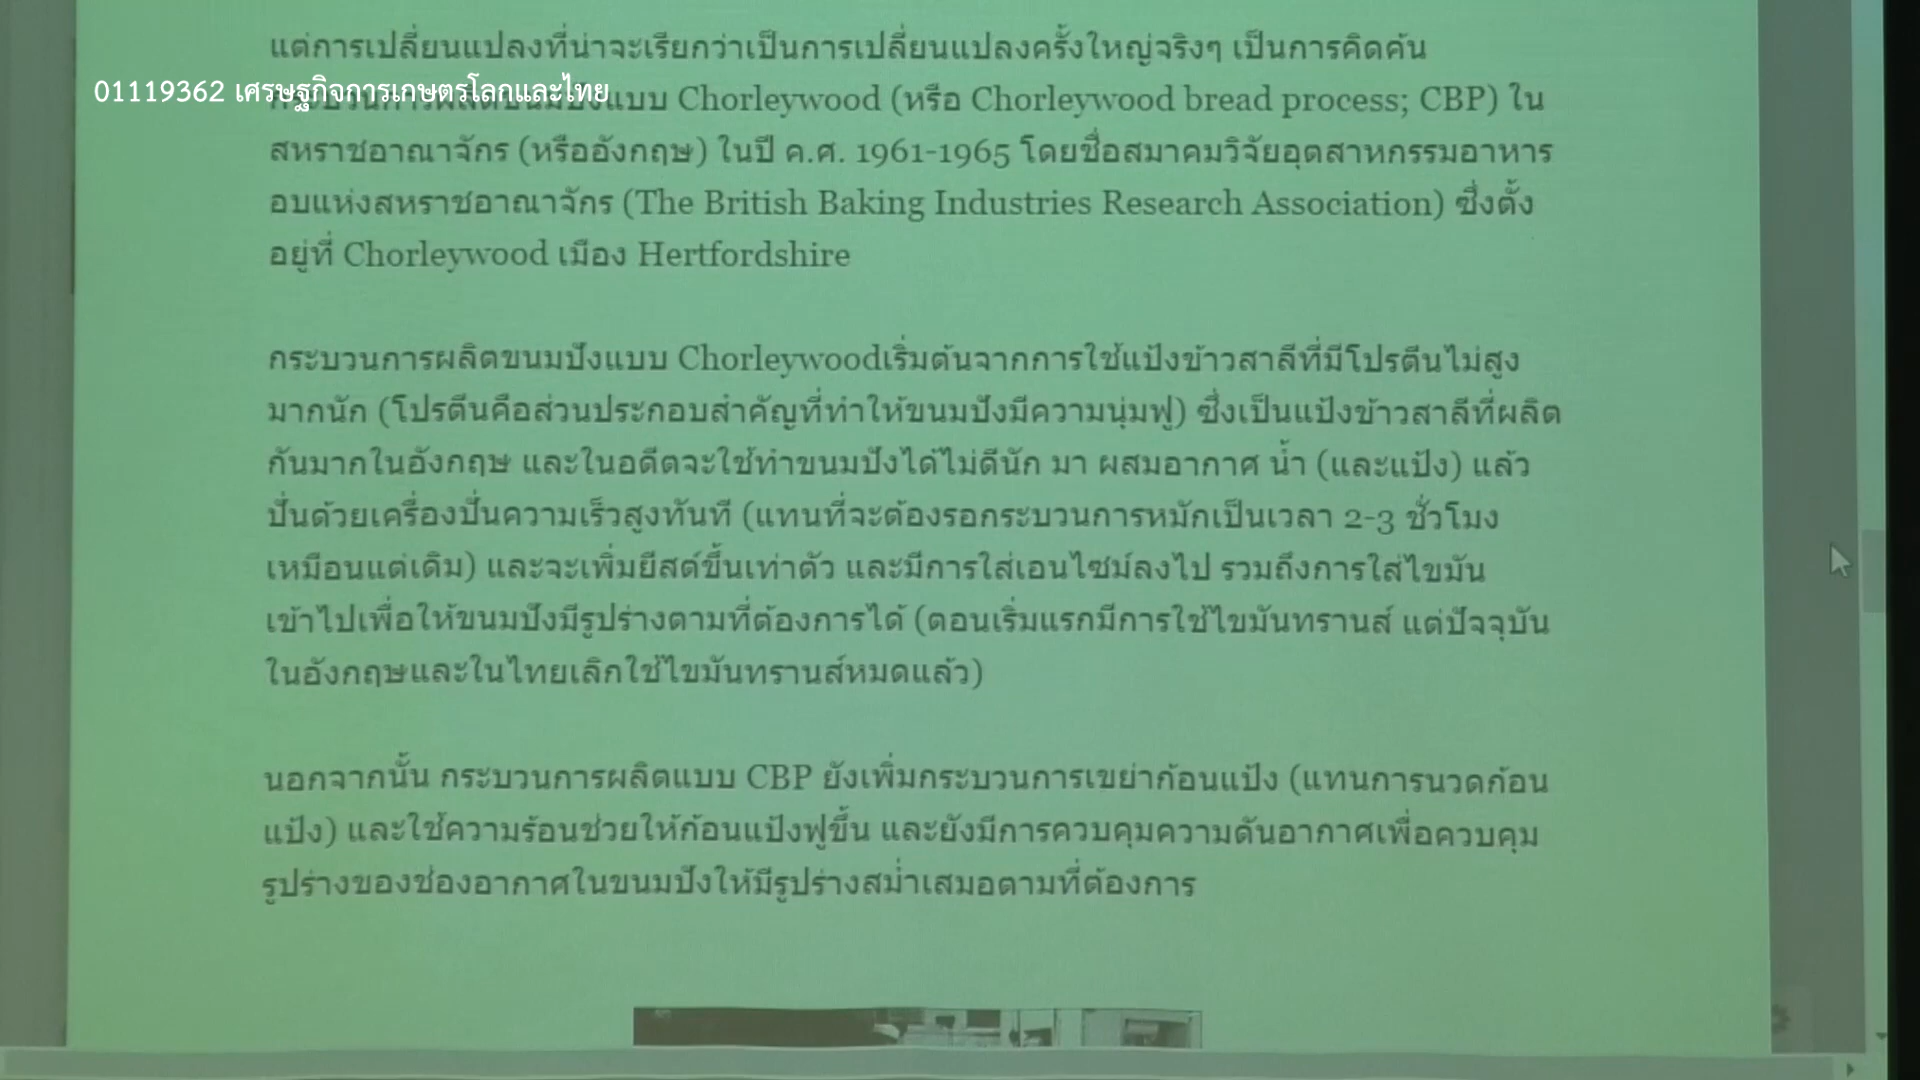 แต่การเปลี่ยนแปลงที่น่าจะเรียกว่าเป็นการเปลี่ยนแปลงครั้งใหญ่จริงๆ เป็นการคิดค้น
01119362 เศรษฐกิจการเกษตรโลกและไทย
กระบวนการผลิตขนมปังแบบ Chorleywood (หรือ Chorleywood bread process; CBP) ใน
สหราชอาณาจักร (หรืออังกฤษ) ในปี ค.ศ. 1961-1965 โดยชื่อสมาคมวิจัยอุตสาหกรรมอาหาร
อบแห่งสหราชอาณาจักร (The British Baking Industries Research Association) ซึ่งตั้ง
อยู่ที่ Chorleywood เมือง Hertfordshire
กระบวนการผลิตขนมปังแบบ Chorleywoodเริ่มต้นจากการใช้แป้งข้าวสาลีที่มีโปรตีนไม่สูง
มากนัก (โปรตีนคือส่วนประกอบสำคัญที่ทำให้ขนมปังมีความนุ่มฟู) ซึ่งเป็นแป้งข้าวสาลีที่ผลิต
กันมากในอังกฤษ และในอดีตจะใช้ทำขนมปังได้ไม่ดีนัก มา ผสมอากาศ น้ำ (และแป้ง) แล้ว
ปั่นด้วยเครื่องปั่นความเร็วสูงทันที (แทนที่จะต้องรอกระบวนการหมักเป็นเวลา 2-3 ชั่วโมง
เหมือนแต่เดิม) และจะเพิ่มยีสต์ขึ้นเท่าตัว และมีการใส่เอนไซม์ลงไป รวมถึงการใส่ไขมัน
เข้าไปเพื่อให้ขนมปังมีรูปร่างตามที่ต้องการได้ (ตอนเริ่มแรกมีการใช้ไขมันทรานส์ แต่ปัจจุบัน
ในอังกฤษและในไทยเลิกใช้ไขมันทรานส์หมดแล้ว)
นอกจากนั้น กระบวนการผลิตแบบ CBP ยังเพิ่มกระบวนการเขย่าก้อนแป้ง (แทนการนวดก้อน
แป้ง) และใช้ความร้อนช่วยให้ก้อนแป้งฟูขึ้น และยังมีการควบคุมความดันอากาศเพื่อควบคุม
รูปร่างของช่องอากาศในขนมปังให้มีรูปร่างสม่ำเสมอตามที่ต้องการ